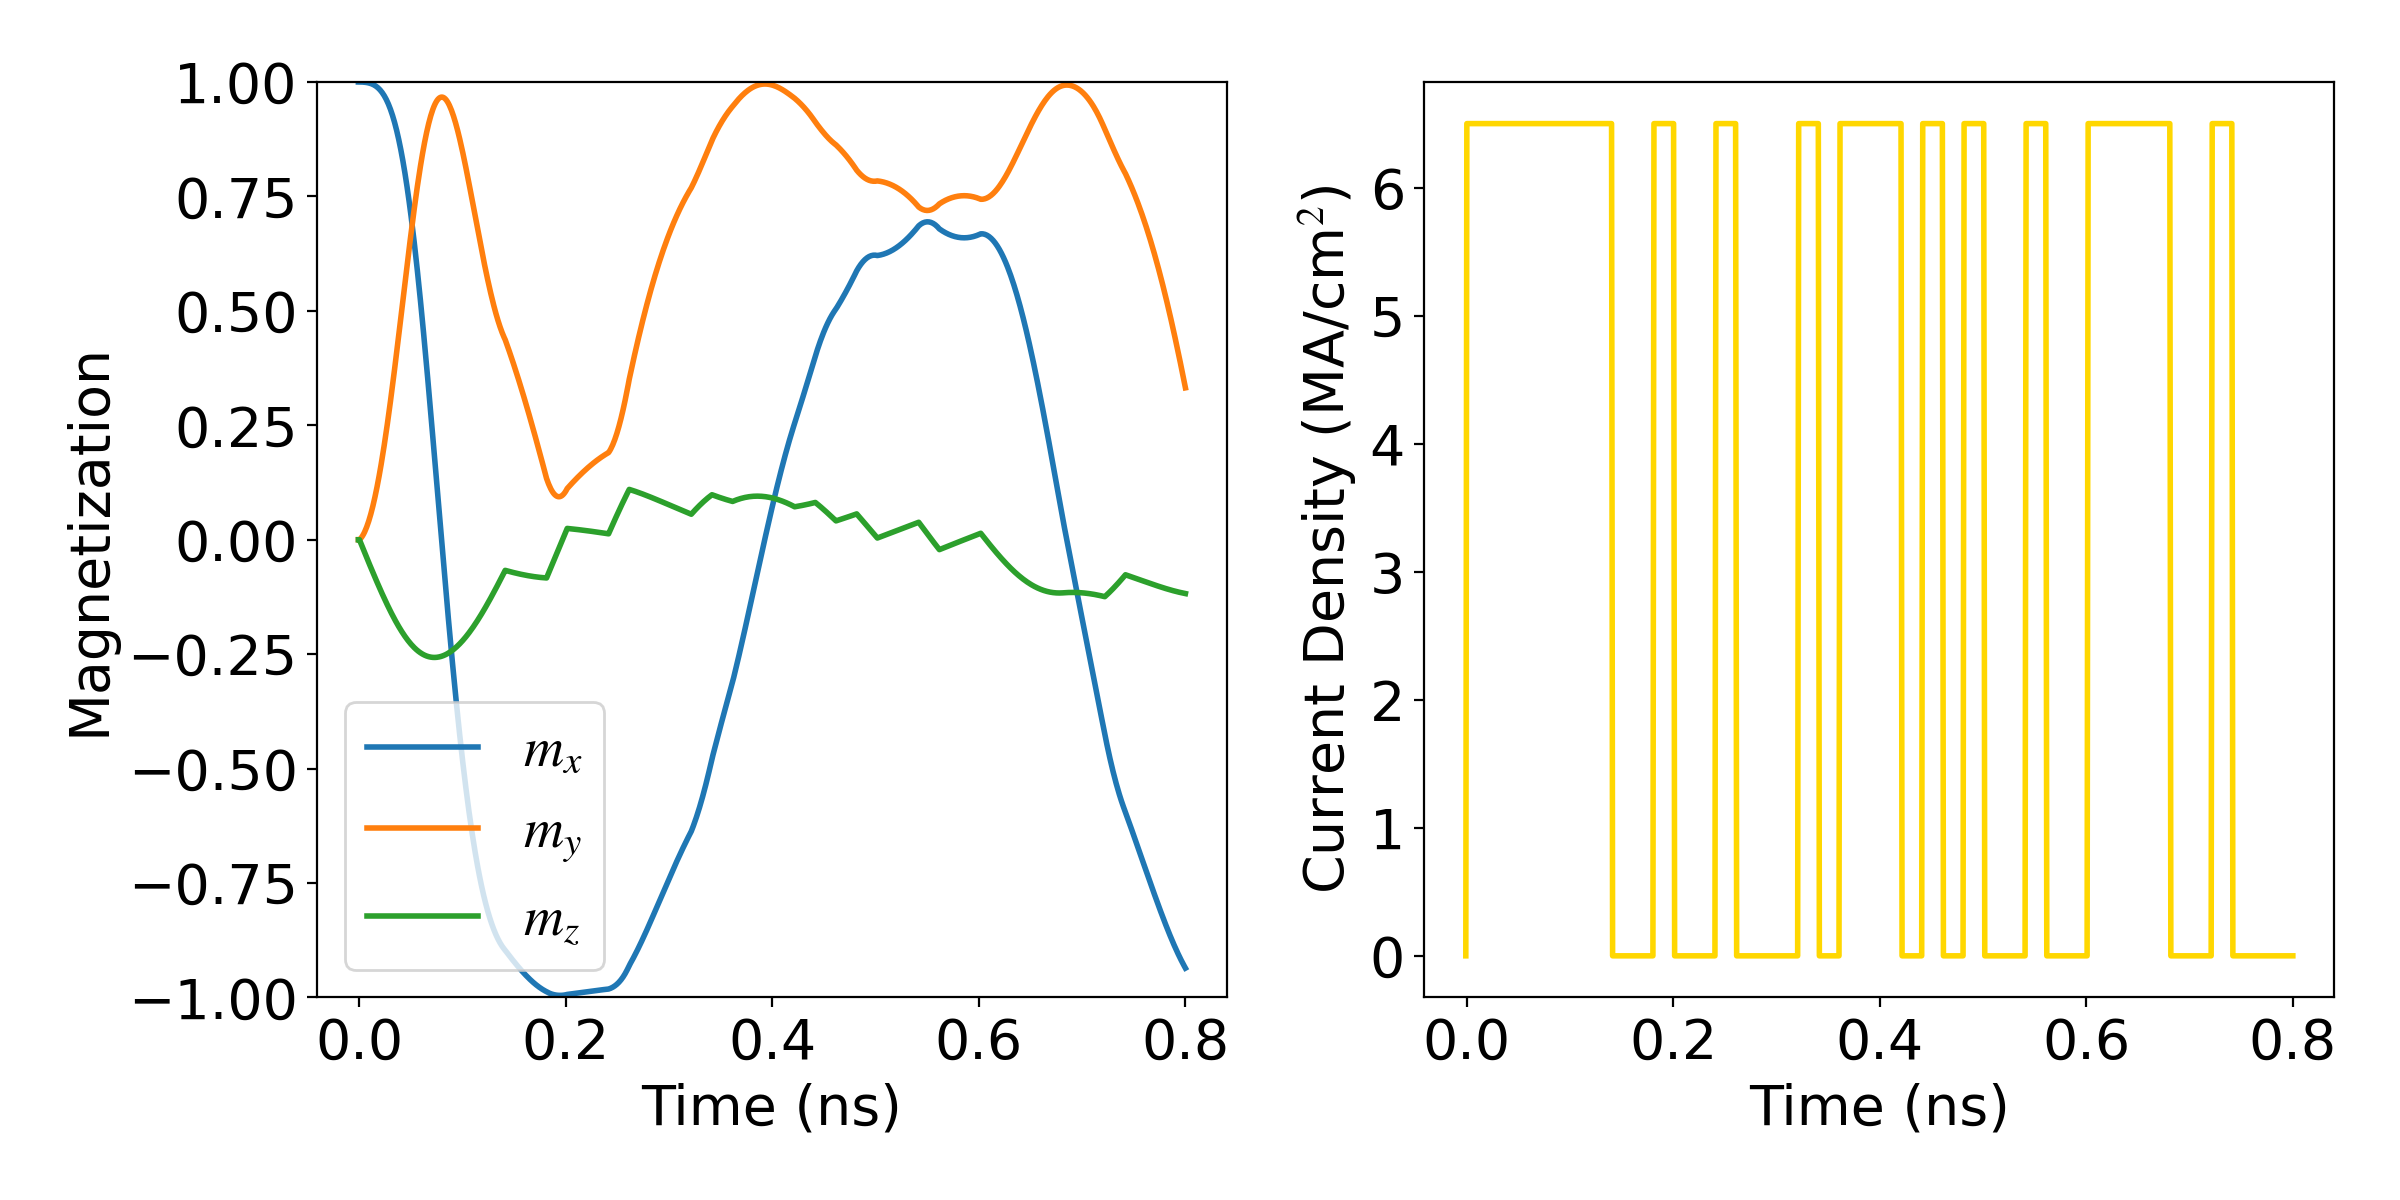 Magnetization
1.00
0.75
0.50
0.25
0.00
−0.25
−0.50
−0.75
−1.00
0.0 0.2 0.4 0.6 0.8
Time (ns)
m_x
m_y
m_z
Current Density (MA/cm²)
6
5
4
3
2
1
0
0.0 0.2 0.4 0.6 0.8
Time (ns)